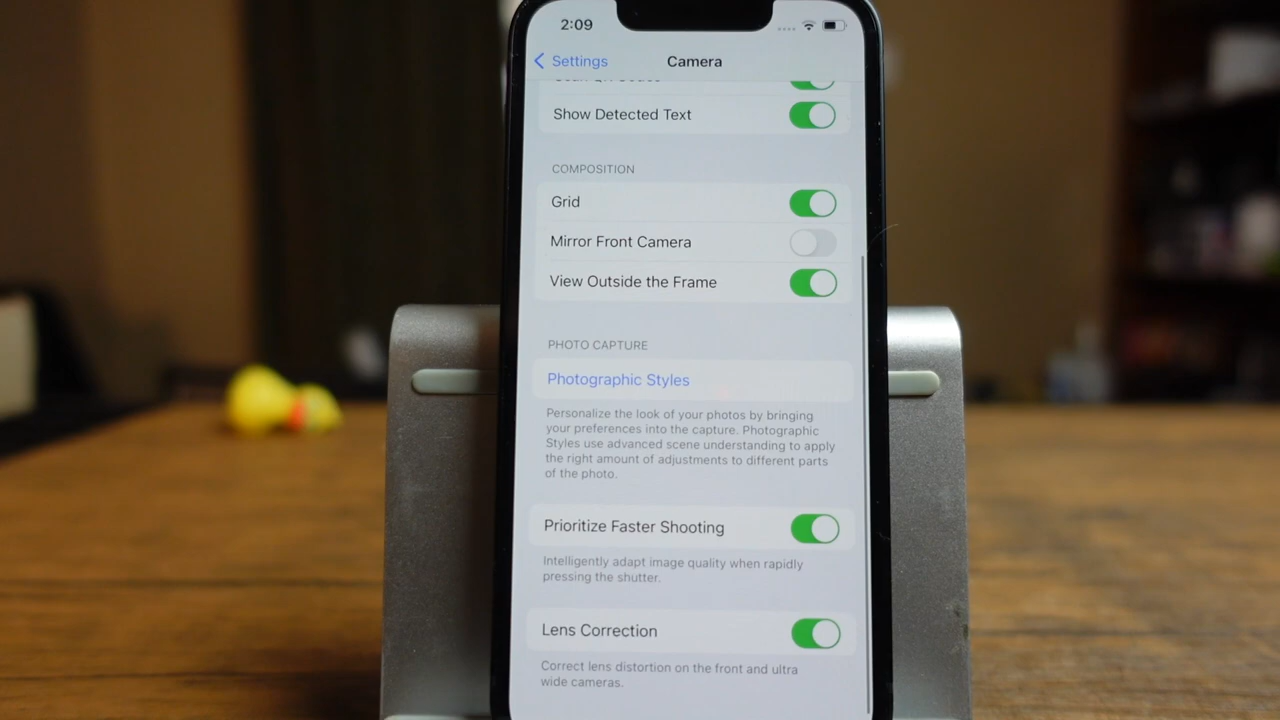 2:09
Settings
Camera
Show Detected Text
COMPOSITION
Grid
Mirror Front Camera
View Outside the Frame
PHOTO CAPTURE
Photographic Styles
Personalize the look of your photos by bringing
your preferences into the capture. Photographic
Styles use advanced scene understanding to apply
the right amount of adjustments to different parts
of the photo.
Prioritize Faster Shooting
Intelligently adapt image quality when rapidly
pressing the shutter.
Lens Correction
Correct lens distortion on the front and ultra
wide cameras.